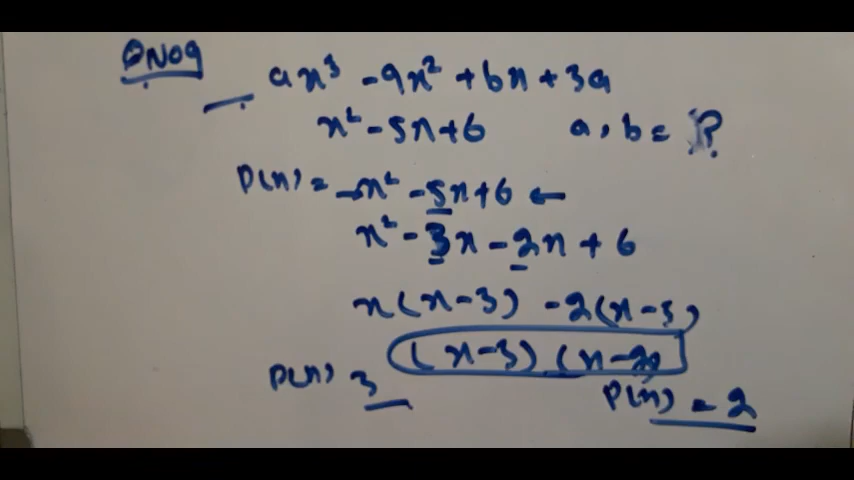 QNo9
ax³ - 9x² + bx + 3a
x² - 5x + 6 a, b = ?
P(x) = x² - 5x + 6 ←
x² - 3x - 2x + 6
x(x-3) - 2(x-3)
(x-3) (x-2)
P(x) 3
P(x) = 2